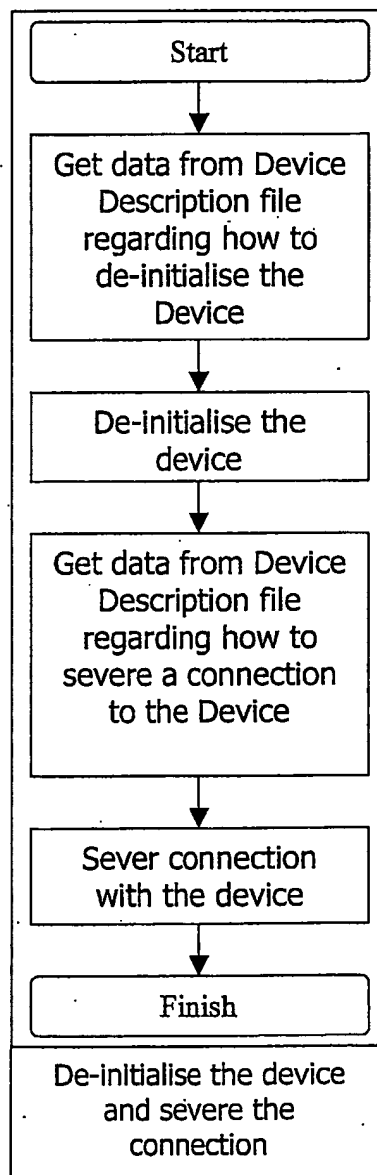 Start
Get data from Device
Description file
regarding how to
de-initialise the
Device
De-initialise the
device
Get data from Device
Description file
regarding how to
severe a connection
to the Device
Sever connection
with the device
Finish
De-initialise the device
and severe the
connection